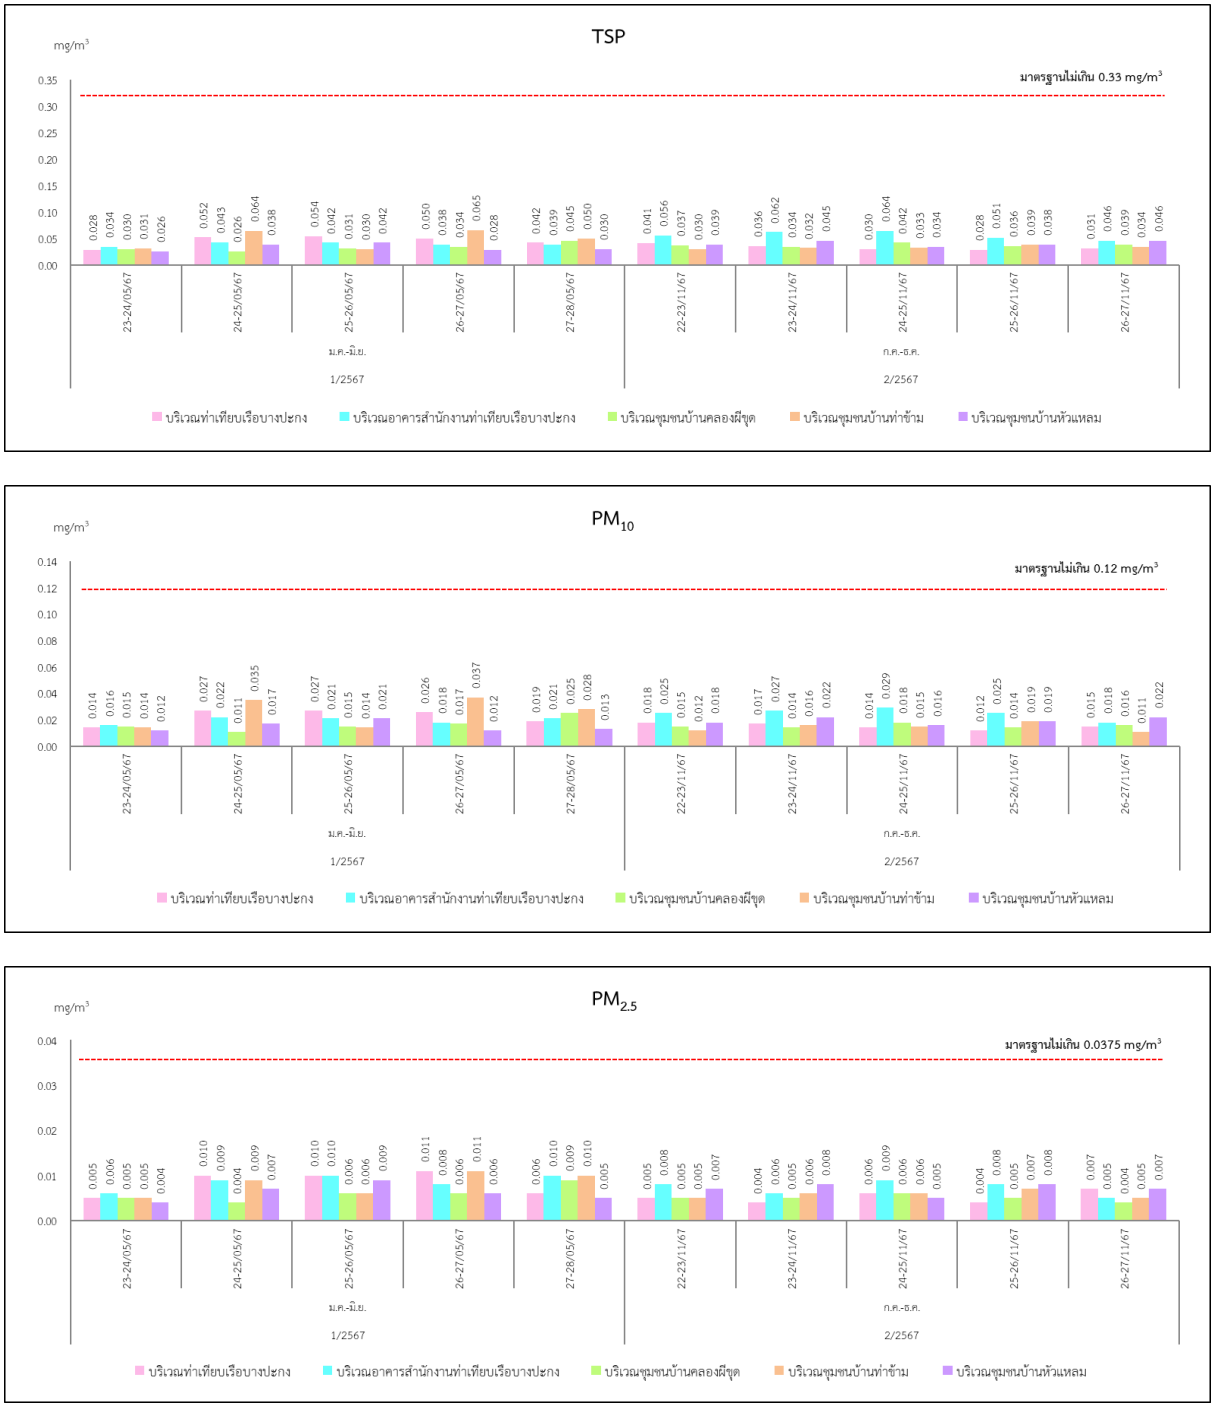 TSP
mg/m³
มาตรฐานไม่เกิน 0.33 mg/m³
0.35
0.30
0.25
0.20
0.15
0.10
0.05
0.00
0.028 0.034 0.030 0.031 0.026 0.052 0.043 0.026 0.064 0.038 0.054 0.042 0.031 0.030 0.042 0.050 0.038 0.034 0.065 0.028 0.042 0.039 0.045 0.050 0.030 0.041 0.056 0.037 0.030 0.039 0.036 0.062 0.034 0.032 0.045 0.030 0.064 0.042 0.033 0.034 0.028 0.051 0.036 0.039 0.038 0.031 0.046 0.039 0.034 0.046
23-24/05/67 24-25/05/67 25-26/05/67 26-27/05/67 27-28/05/67 22-23/11/67 23-24/11/67 24-25/11/67 25-26/11/67 26-27/11/67
ม.ค.-มิ.ย. ก.ค.-ธ.ค.
1/2567 2/2567
บริเวณท่าเทียบเรือบางปะกง บริเวณอาคารสำนักงานท่าเทียบเรือบางปะกง บริเวณชุมชนบ้านคลองผีขุด บริเวณชุมชนบ้านท่าข้าม บริเวณชุมชนบ้านหัวแหลม
PM₁₀
mg/m³
มาตรฐานไม่เกิน 0.12 mg/m³
0.14
0.12
0.10
0.08
0.06
0.04
0.02
0.00
0.014 0.016 0.015 0.014 0.012 0.027 0.022 0.011 0.035 0.017 0.027 0.021 0.015 0.014 0.021 0.026 0.018 0.017 0.037 0.012 0.019 0.021 0.025 0.028 0.013 0.018 0.025 0.015 0.012 0.018 0.017 0.027 0.014 0.016 0.022 0.014 0.029 0.018 0.015 0.016 0.012 0.025 0.014 0.019 0.019 0.015 0.018 0.016 0.011 0.022
23-24/05/67 24-25/05/67 25-26/05/67 26-27/05/67 27-28/05/67 22-23/11/67 23-24/11/67 24-25/11/67 25-26/11/67 26-27/11/67
ม.ค.-มิ.ย. ก.ค.-ธ.ค.
1/2567 2/2567
บริเวณท่าเทียบเรือบางปะกง บริเวณอาคารสำนักงานท่าเทียบเรือบางปะกง บริเวณชุมชนบ้านคลองผีขุด บริเวณชุมชนบ้านท่าข้าม บริเวณชุมชนบ้านหัวแหลม
PM₂.₅
mg/m³
มาตรฐานไม่เกิน 0.0375 mg/m³
0.04
0.03
0.02
0.01
0.00
0.005 0.006 0.005 0.005 0.004 0.010 0.009 0.004 0.009 0.007 0.010 0.010 0.006 0.006 0.009 0.011 0.008 0.006 0.011 0.006 0.006 0.010 0.009 0.010 0.005 0.005 0.008 0.005 0.005 0.007 0.004 0.006 0.005 0.006 0.008 0.006 0.009 0.006 0.006 0.005 0.004 0.008 0.005 0.007 0.008 0.007 0.005 0.004 0.005 0.007
23-24/05/67 24-25/05/67 25-26/05/67 26-27/05/67 27-28/05/67 22-23/11/67 23-24/11/67 24-25/11/67 25-26/11/67 26-27/11/67
ม.ค.-มิ.ย. ก.ค.-ธ.ค.
1/2567 2/2567
บริเวณท่าเทียบเรือบางปะกง บริเวณอาคารสำนักงานท่าเทียบเรือบางปะกง บริเวณชุมชนบ้านคลองผีขุด บริเวณชุมชนบ้านท่าข้าม บริเวณชุมชนบ้านหัวแหลม